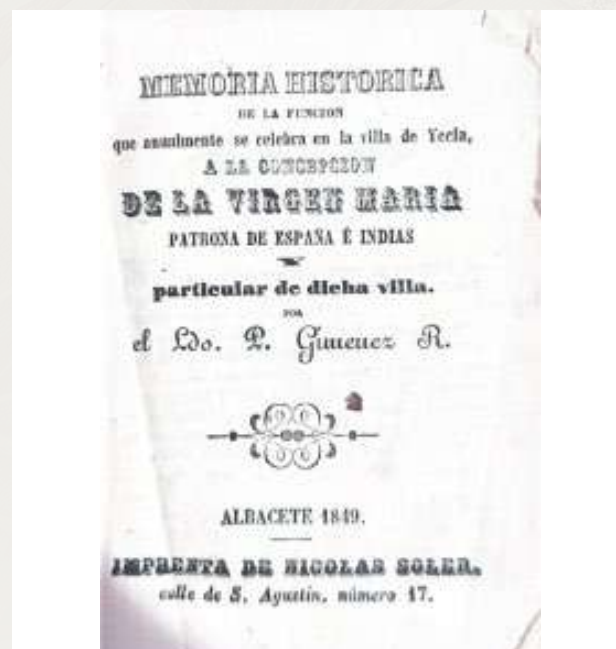 MEMORIA HISTORICA
DE LA FUNCION
que anualmente se celebra en la villa de Yecla,
A LA CONCEPCION
DE LA VIRGEN MARIA
PATRONA DE ESPAÑA É INDIAS
particular de dicha villa.
POR
el Ldo. P. Gimenez R.
ALBACETE 1849.
IMPRENTA DE NICOLAS SOLER,
calle de S. Agustin, número 17.